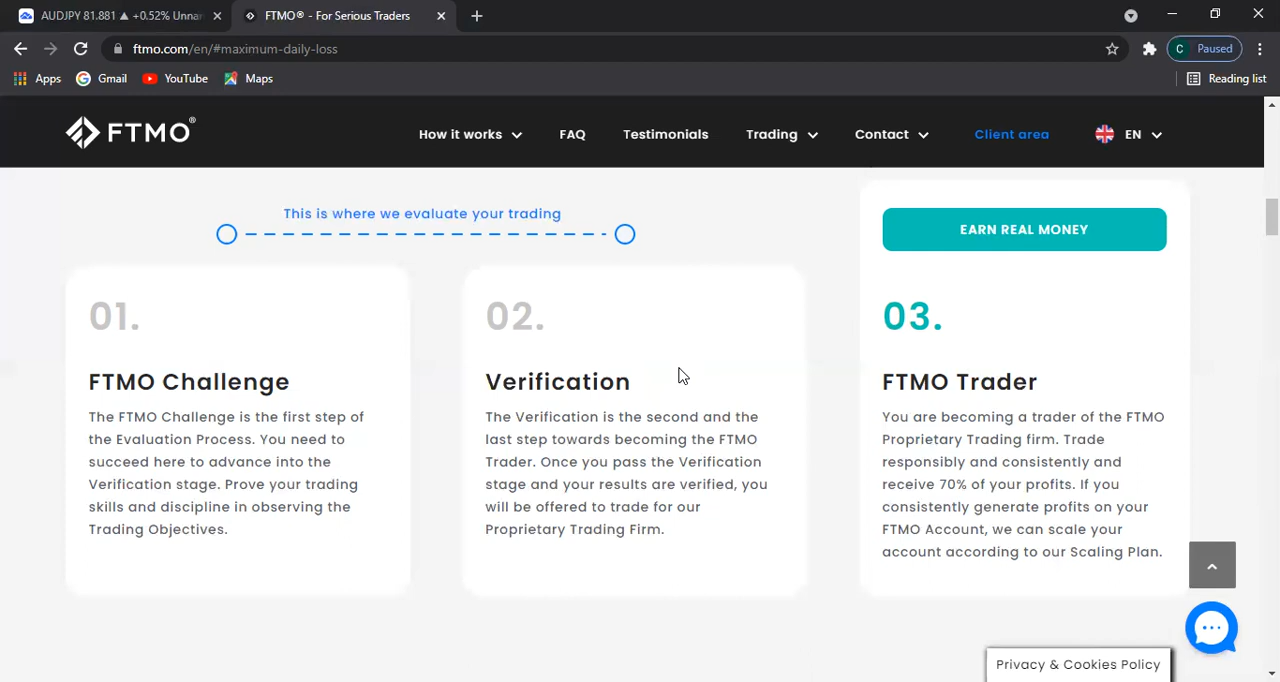 AUDJPY 81.881 ▲ +0.52% Unnar
FTMO® - For Serious Traders
ftmo.com/en/#maximum-daily-loss
C Paused
Apps Gmail YouTube Maps Reading list
FTMO®
How it works FAQ Testimonials Trading Contact Client area EN
This is where we evaluate your trading
EARN REAL MONEY
01.
FTMO Challenge
The FTMO Challenge is the first step of
the Evaluation Process. You need to
succeed here to advance into the
Verification stage. Prove your trading
skills and discipline in observing the
Trading Objectives.
02.
Verification
The Verification is the second and the
last step towards becoming the FTMO
Trader. Once you pass the Verification
stage and your results are verified, you
will be offered to trade for our
Proprietary Trading Firm.
03.
FTMO Trader
You are becoming a trader of the FTMO
Proprietary Trading firm. Trade
responsibly and consistently and
receive 70% of your profits. If you
consistently generate profits on your
FTMO Account, we can scale your
account according to our Scaling Plan.
Privacy & Cookies Policy